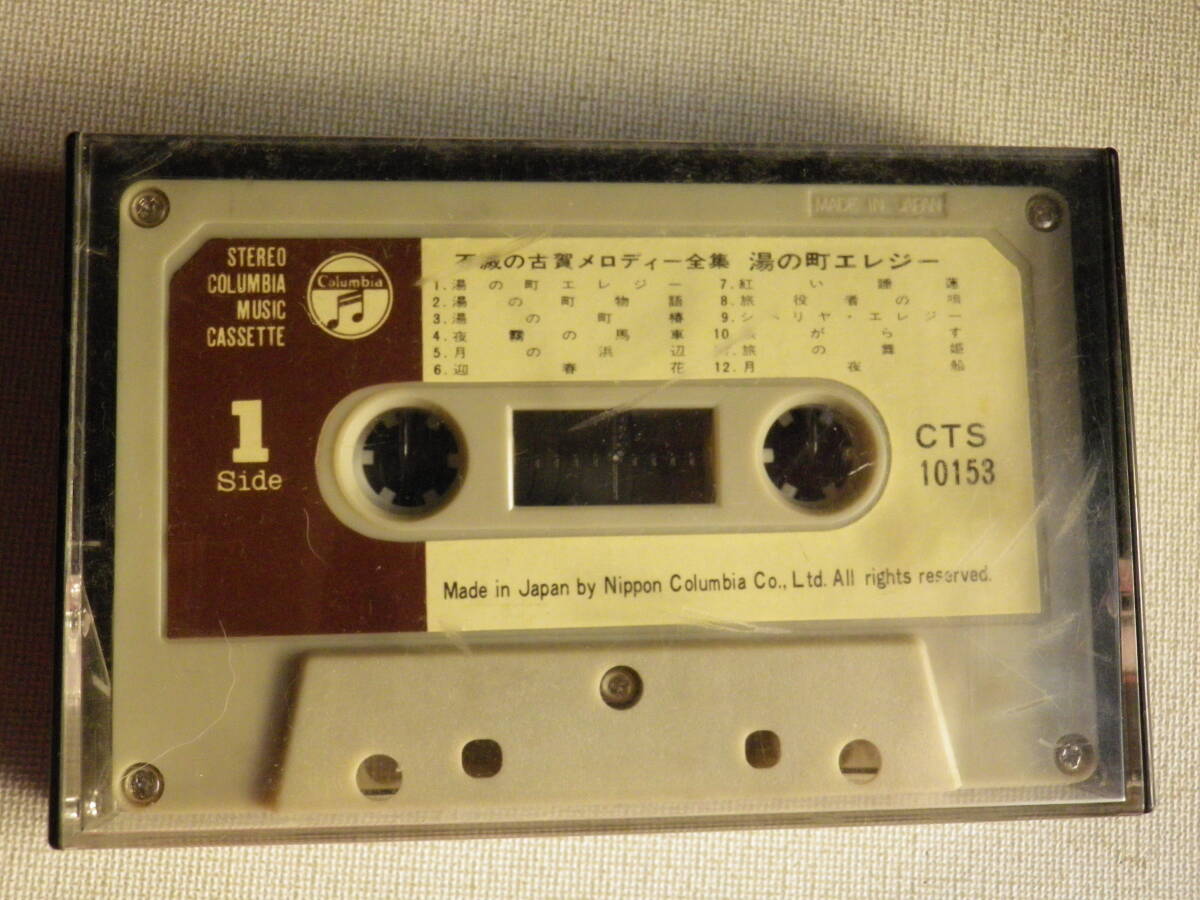 MADE IN JAPAN
STEREO
COLUMBIA
MUSIC
CASSETTE
Columbia
1
Side
不滅の古賀メロディー全集 湯の町エレジー
1.湯の町エレジー
2.湯の町物語
3.湯の町椿
4.夜霧の馬車
5.月の浜辺
6.迎春花
7.紅い睡蓮
8.旅役者の唄
9.シベリヤ・エレジー
10 がらす
旅の舞姫
12.月夜船
CTS
10153
Made in Japan by Nippon Columbia Co., Ltd. All rights reserved.